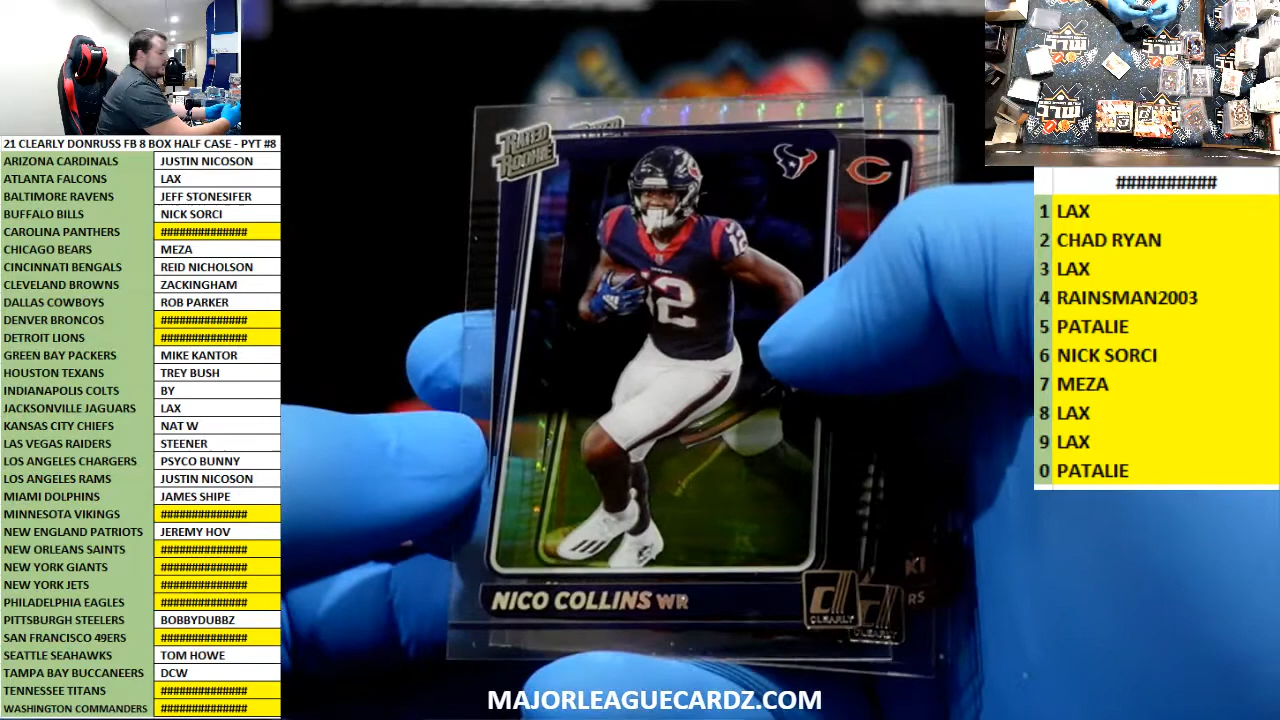 21 CLEARLY DONRUSS FB 8 BOX HALF CASE - PYT #8
ARIZONA CARDINALS JUSTIN NICOSON
ATLANTA FALCONS LAX
BALTIMORE RAVENS JEFF STONESIFER
BUFFALO BILLS NICK SORCI
CAROLINA PANTHERS ##############
CHICAGO BEARS MEZA
CINCINNATI BENGALS REID NICHOLSON
CLEVELAND BROWNS ZACKINGHAM
DALLAS COWBOYS ROB PARKER
DENVER BRONCOS ##############
DETROIT LIONS ##############
GREEN BAY PACKERS MIKE KANTOR
HOUSTON TEXANS TREY BUSH
INDIANAPOLIS COLTS BY
JACKSONVILLE JAGUARS LAX
KANSAS CITY CHIEFS NAT W
LAS VEGAS RAIDERS STEENER
LOS ANGELES CHARGERS PSYCO BUNNY
LOS ANGELES RAMS JUSTIN NICOSON
MIAMI DOLPHINS JAMES SHIPE
MINNESOTA VIKINGS ##############
NEW ENGLAND PATRIOTS JEREMY HOV
NEW ORLEANS SAINTS ##############
NEW YORK GIANTS ##############
NEW YORK JETS ##############
PHILADELPHIA EAGLES ##############
PITTSBURGH STEELERS BOBBYDUBBZ
SAN FRANCISCO 49ERS ##############
SEATTLE SEAHAWKS TOM HOWE
TAMPA BAY BUCCANEERS DCW
TENNESSEE TITANS ##############
WASHINGTON COMMANDERS ##############
RATED
ROOKIE
12
12
NICO COLLINS WR
CLEARLY
CLEARLY
KI
RS
MAJORLEAGUECARDZ.COM
##########
1 LAX
2 CHAD RYAN
3 LAX
4 RAINSMAN2003
5 PATALIE
6 NICK SORCI
7 MEZA
8 LAX
9 LAX
0 PATALIE